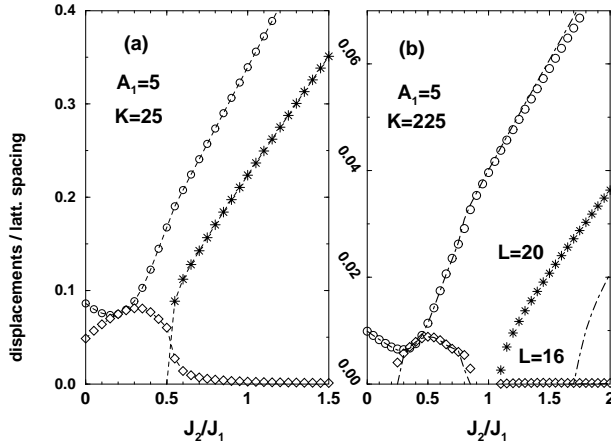 displacements / latt. spacing
0.4
0.3
0.2
0.1
0.0
(a)
A₁=5
K=25
0
0.5
1
1.5
J₂/J₁
0.06
0.04
0.02
0.00
(b)
A₁=5
K=225
L=20
L=16
0
0.5
1
1.5
2
J₂/J₁